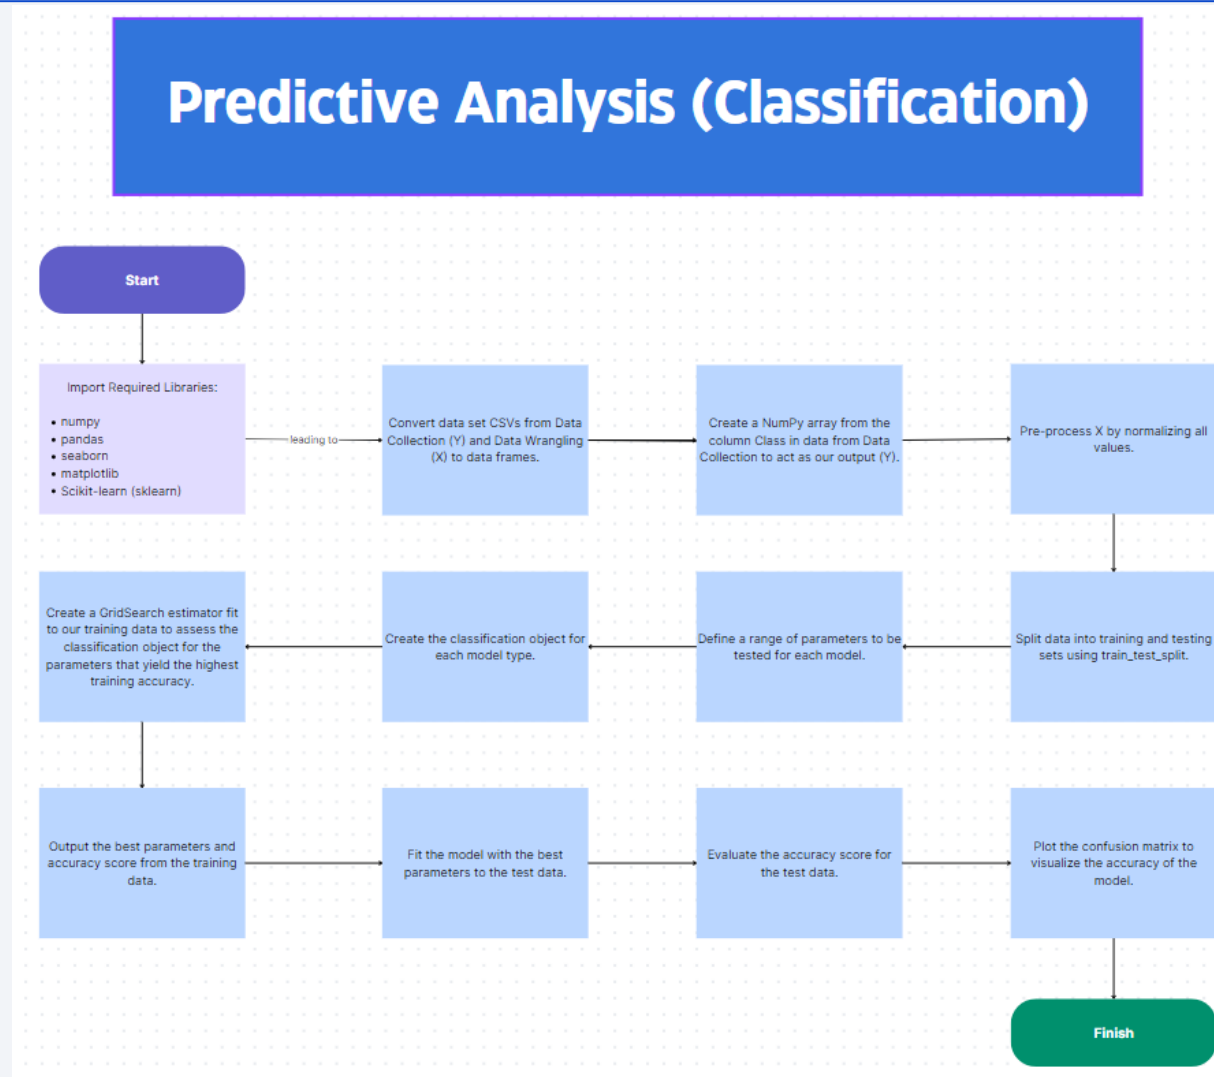 Predictive Analysis (Classification)
Start
Import Required Libraries:
• numpy
• pandas
• seaborn
• matplotlib
• Scikit-learn (sklearn)
leading to
Convert data set CSVs from Data
Collection (Y) and Data Wrangling
(X) to data frames.
Create a NumPy array from the
column Class in data from Data
Collection to act as our output (Y).
Pre-process X by normalizing all
values.
Split data into training and testing
sets using train_test_split.
Define a range of parameters to be
tested for each model.
Create the classification object for
each model type.
Create a GridSearch estimator fit
to our training data to assess the
classification object for the
parameters that yield the highest
training accuracy.
Output the best parameters and
accuracy score from the training
data.
Fit the model with the best
parameters to the test data.
Evaluate the accuracy score for
the test data.
Plot the confusion matrix to
visualize the accuracy of the
model.
Finish